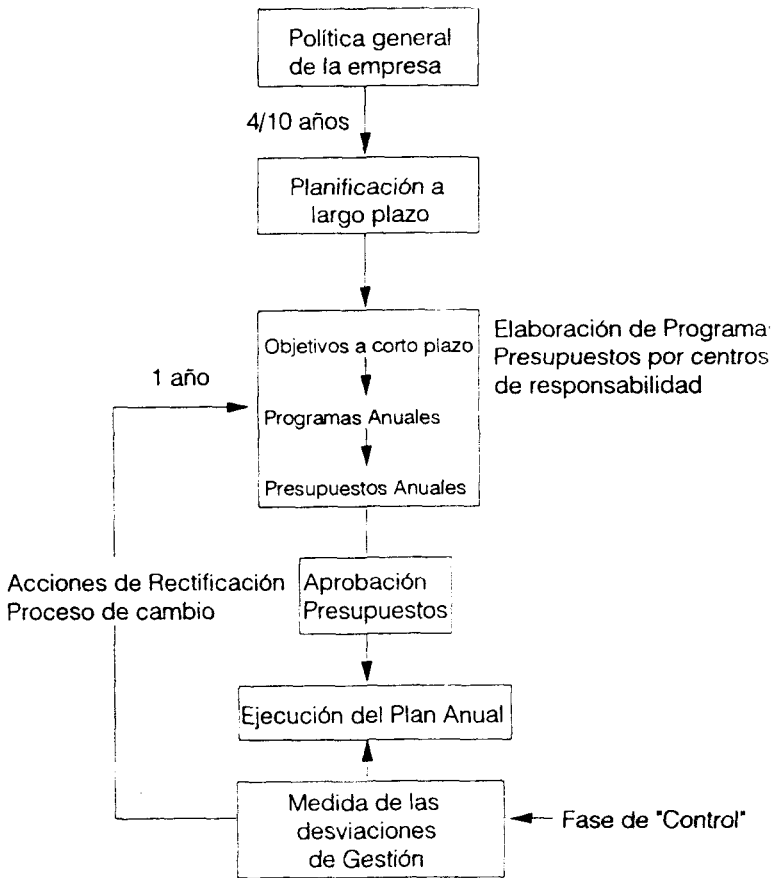 Política general
de la empresa
4/10 años
Planificación a
largo plazo
Objetivos a corto plazo
Elaboración de Programa
Presupuestos por centros
de responsabilidad
1 año
Programas Anuales
Presupuestos Anuales
Acciones de Rectificación
Proceso de cambio
Aprobación
Presupuestos
Ejecución del Plan Anual
Medida de las
desviaciones
de Gestión
Fase de "Control"